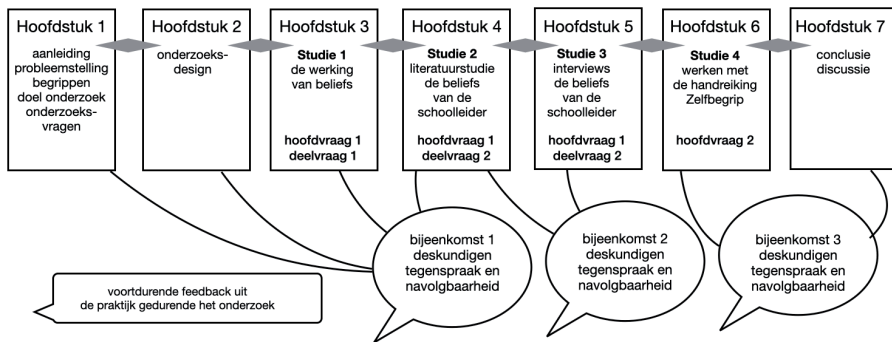 Hoofdstuk 1
aanleiding
probleemstelling
begrippen
doel onderzoek
onderzoeks-
vragen
Hoofdstuk 2
onderzoeks-
design
Hoofdstuk 3
Studie 1
de werking
van beliefs
hoofdvraag 1
deelvraag 1
Hoofdstuk 4
Studie 2
literatuurstudie
de beliefs
van de
schoolleider
hoofdvraag 1
deelvraag 2
Hoofdstuk 5
Studie 3
interviews
de beliefs
van de
schoolleider
hoofdvraag 1
deelvraag 2
Hoofdstuk 6
Studie 4
werken met
de handreiking
Zelfbegrip
hoofdvraag 2
Hoofdstuk 7
conclusie
discussie
bijeenkomst 1
deskundigen
tegenspraak en
navolgbaarheid
bijeenkomst 2
deskundigen
tegenspraak en
navolgbaarheid
bijeenkomst 3
deskundigen
tegenspraak en
navolgbaarheid
voortdurende feedback uit
de praktijk gedurende het onderzoek